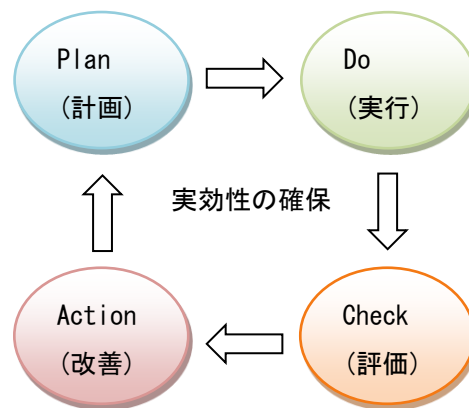 Plan
(計画)
Do
(実行)
実効性の確保
Action
(改善)
Check
(評価)